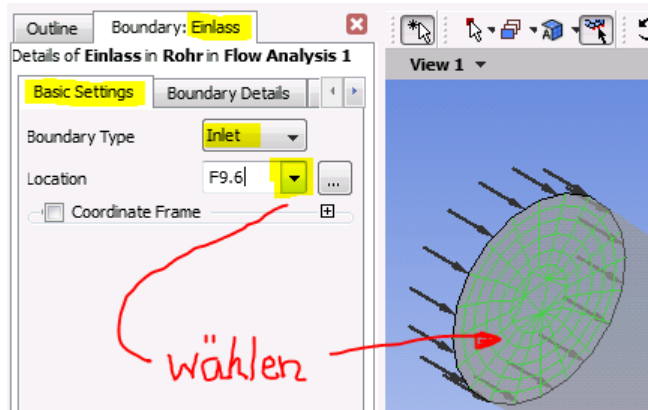 Outline Boundary: Einlass
Details of Einlass in Rohr in Flow Analysis 1
Basic Settings Boundary Details
Boundary Type Inlet
Location F9.6 ...
Coordinate Frame
View 1
wählen